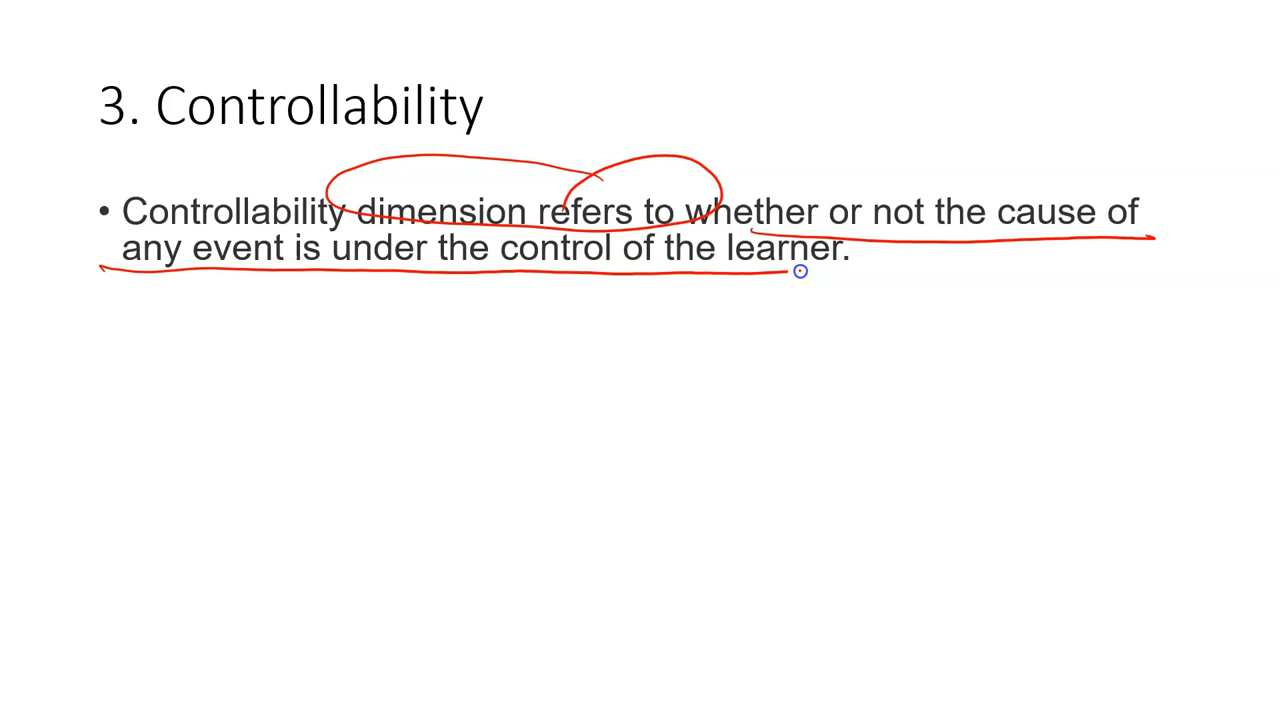 3. Controllability
• Controllability dimension refers to whether or not the cause of
any event is under the control of the learner.